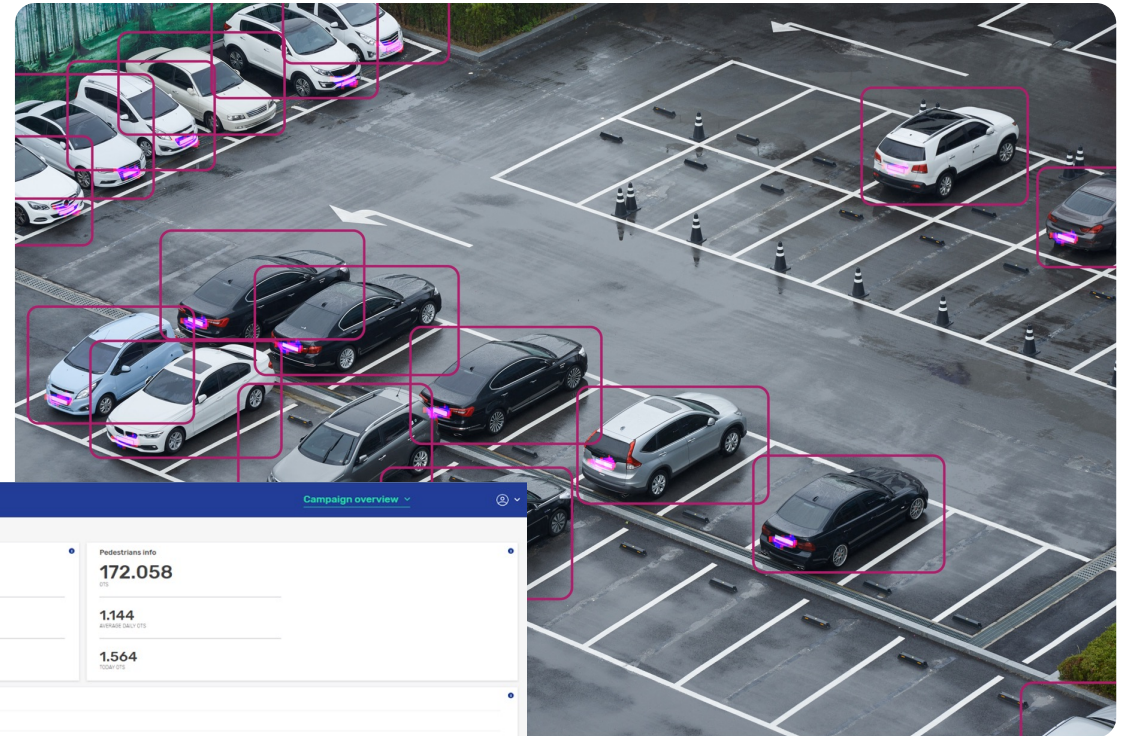 Campaign overview
Pedestrians info
172.058
OTS
1.144
AVERAGE DAILY OTS
1.564
TODAY OTS